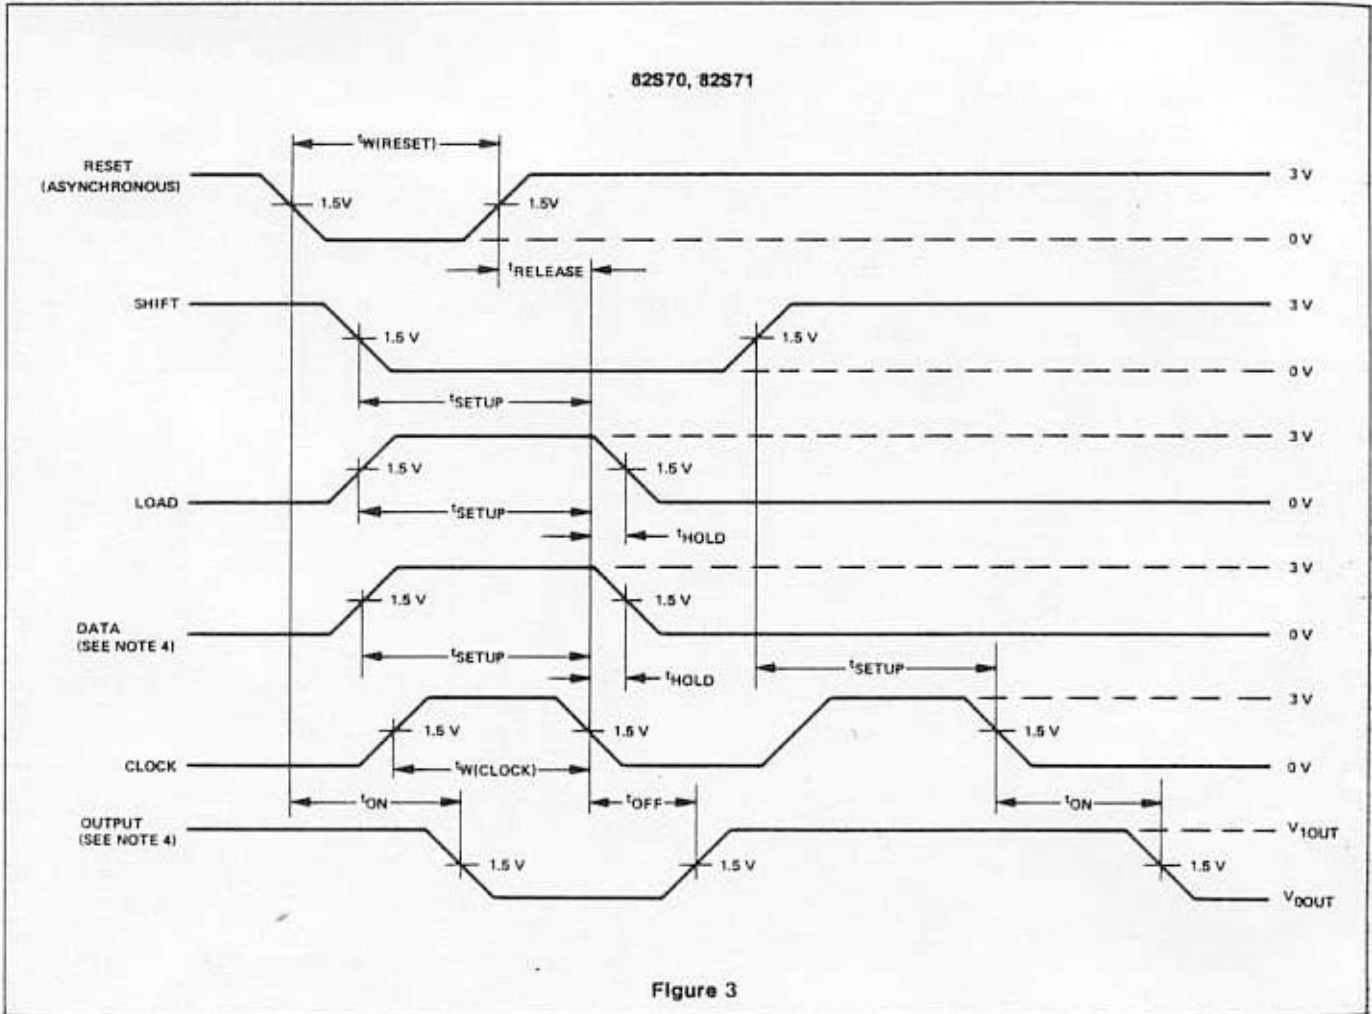 82S70, 82S71
tW(RESET)
RESET
(ASYNCHRONOUS)
3 V
1.5V
1.5V
0 V
tRELEASE
SHIFT
3 V
1.5 V
1.5 V
0 V
tSETUP
3 V
1.5 V
1.5 V
LOAD
0 V
tSETUP
tHOLD
3 V
1.5 V
1.5 V
DATA
(SEE NOTE 4)
0 V
tSETUP
tSETUP
tHOLD
3 V
1.5 V
1.5 V
1.5 V
CLOCK
tW(CLOCK)
0 V
tON
tOFF
tON
OUTPUT
(SEE NOTE 4)
V1OUT
1.5 V
1.5 V
1.5 V
V0OUT
Figure 3